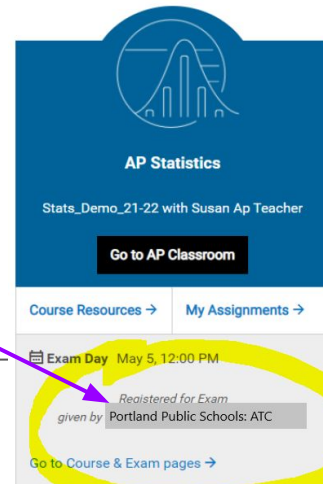 AP Statistics
Stats_Demo_21-22 with Susan Ap Teacher
Go to AP Classroom
Course Resources → My Assignments →
Exam Day May 5, 12:00 PM
Registered for Exam
given by Portland Public Schools: ATC
Go to Course & Exam pages →